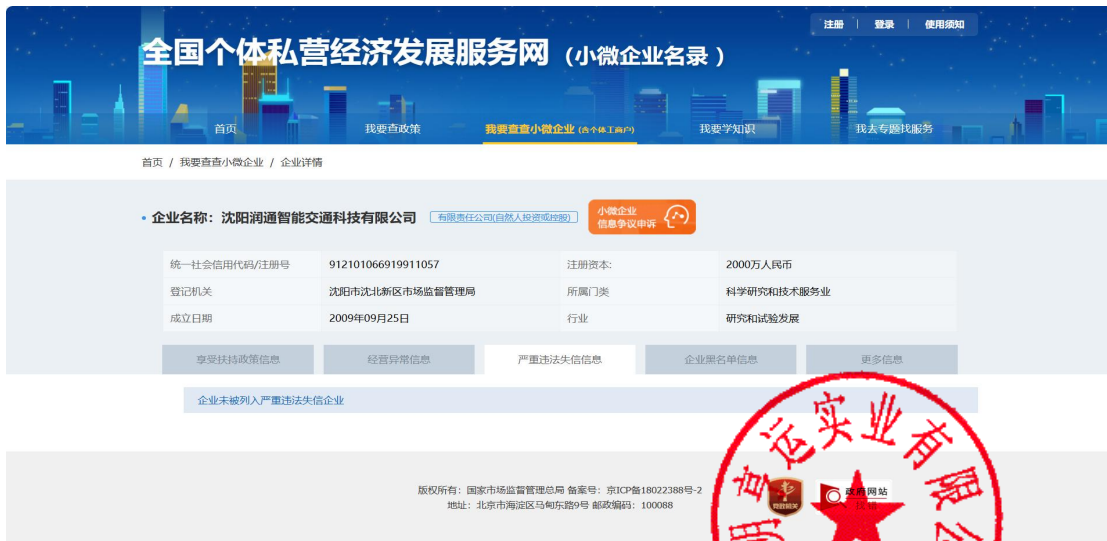 注册 | 登录 | 使用须知
全国个体私营经济发展服务网（小微企业名录）
首页 我要查政策 我要查查小微企业 (含个体工商户) 我要学知识 我去专题找服务
首页 / 我要查查小微企业 / 企业详情
企业名称：沈阳润通智能交通科技有限公司 有限责任公司(自然人投资或控股) 小微企业
信息争议申诉
统一社会信用代码/注册号 912101066919911057 注册资本: 2000万人民币
登记机关 沈阳市沈北新区市场监督管理局 所属门类 科学研究和技术服务业
成立日期 2009年09月25日 行业 研究和试验发展
享受扶持政策信息 经营异常信息 严重违法失信信息 企业黑名单信息 更多信息
企业未被列入严重违法失信企业
版权所有：国家市场监督管理总局 备案号：京ICP备18022388号-2
地址：北京市海淀区马甸东路9号 邮政编码：100088
党政机关
政府网站
找错
明宣运实业有限公